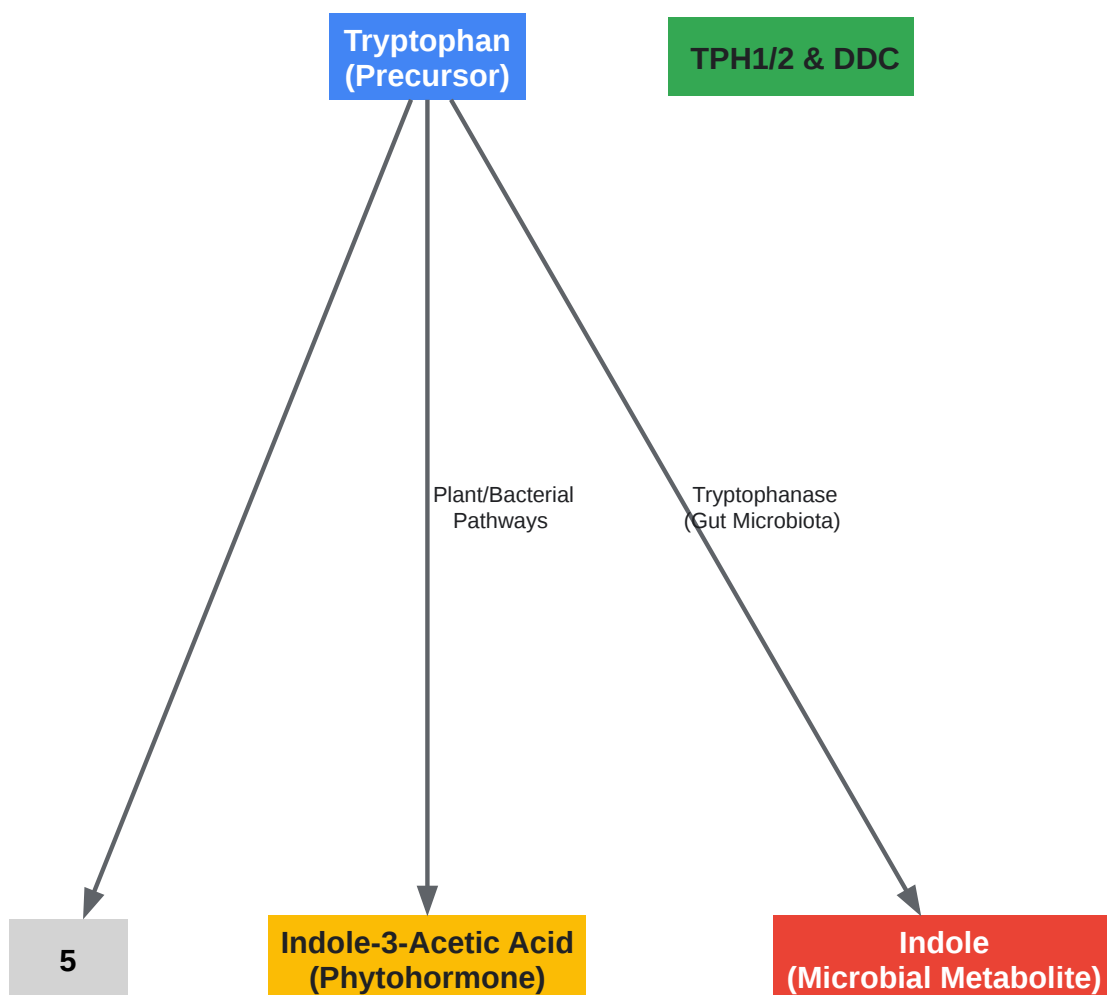 Tryptophan
(Precursor)
TPH1/2 & DDC
Plant/Bacterial
Pathways
Tryptophanase
(Gut Microbiota)
5
Indole-3-Acetic Acid
(Phytohormone)
Indole
(Microbial Metabolite)